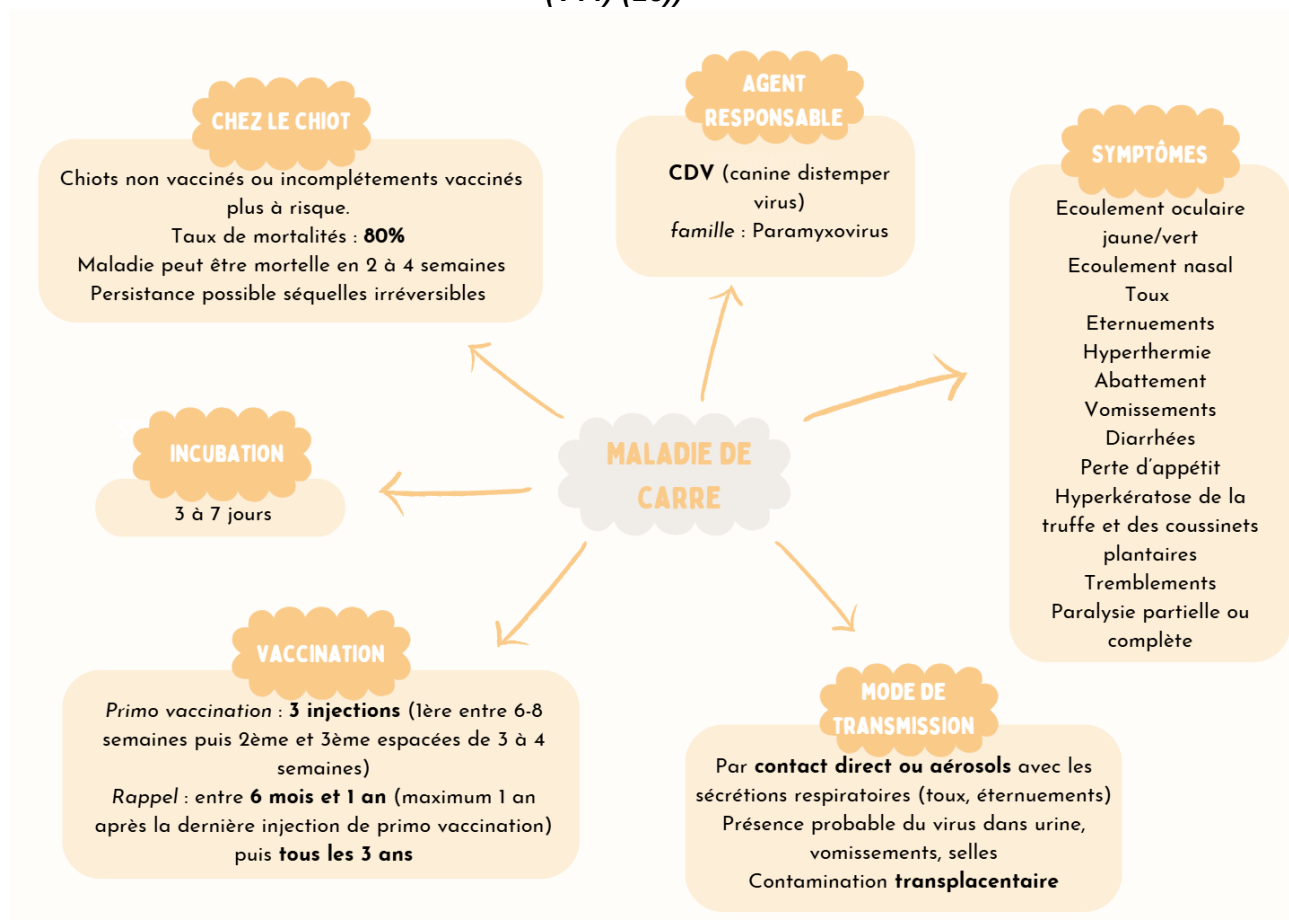 CHEZ LE CHIOT
Chiots non vaccinés ou incomplétements vaccinés
plus à risque.
Taux de mortalités : 80%
Maladie peut être mortelle en 2 à 4 semaines
Persistance possible séquelles irréversibles
AGENT
RESPONSABLE
CDV (canine distemper
virus)
famille : Paramyxovirus
SYMPTÔMES
Ecoulement oculaire
jaune/vert
Ecoulement nasal
Toux
Eternuements
Hyperthermie
Abattement
Vomissements
Diarrhées
Perte d'appétit
Hyperkératose de la
truffe et des coussinets
plantaires
Tremblements
Paralysie partielle ou
complète
INCUBATION
3 à 7 jours
MALADIE DE
CARRE
VACCINATION
Primo vaccination : 3 injections (1ère entre 6-8
semaines puis 2ème et 3ème espacées de 3 à 4
semaines)
Rappel : entre 6 mois et 1 an (maximum 1 an
après la dernière injection de primo vaccination)
puis tous les 3 ans
MODE DE
TRANSMISSION
Par contact direct ou aérosols avec les
sécrétions respiratoires (toux, éternuements)
Présence probable du virus dans urine,
vomissements, selles
Contamination transplacentaire